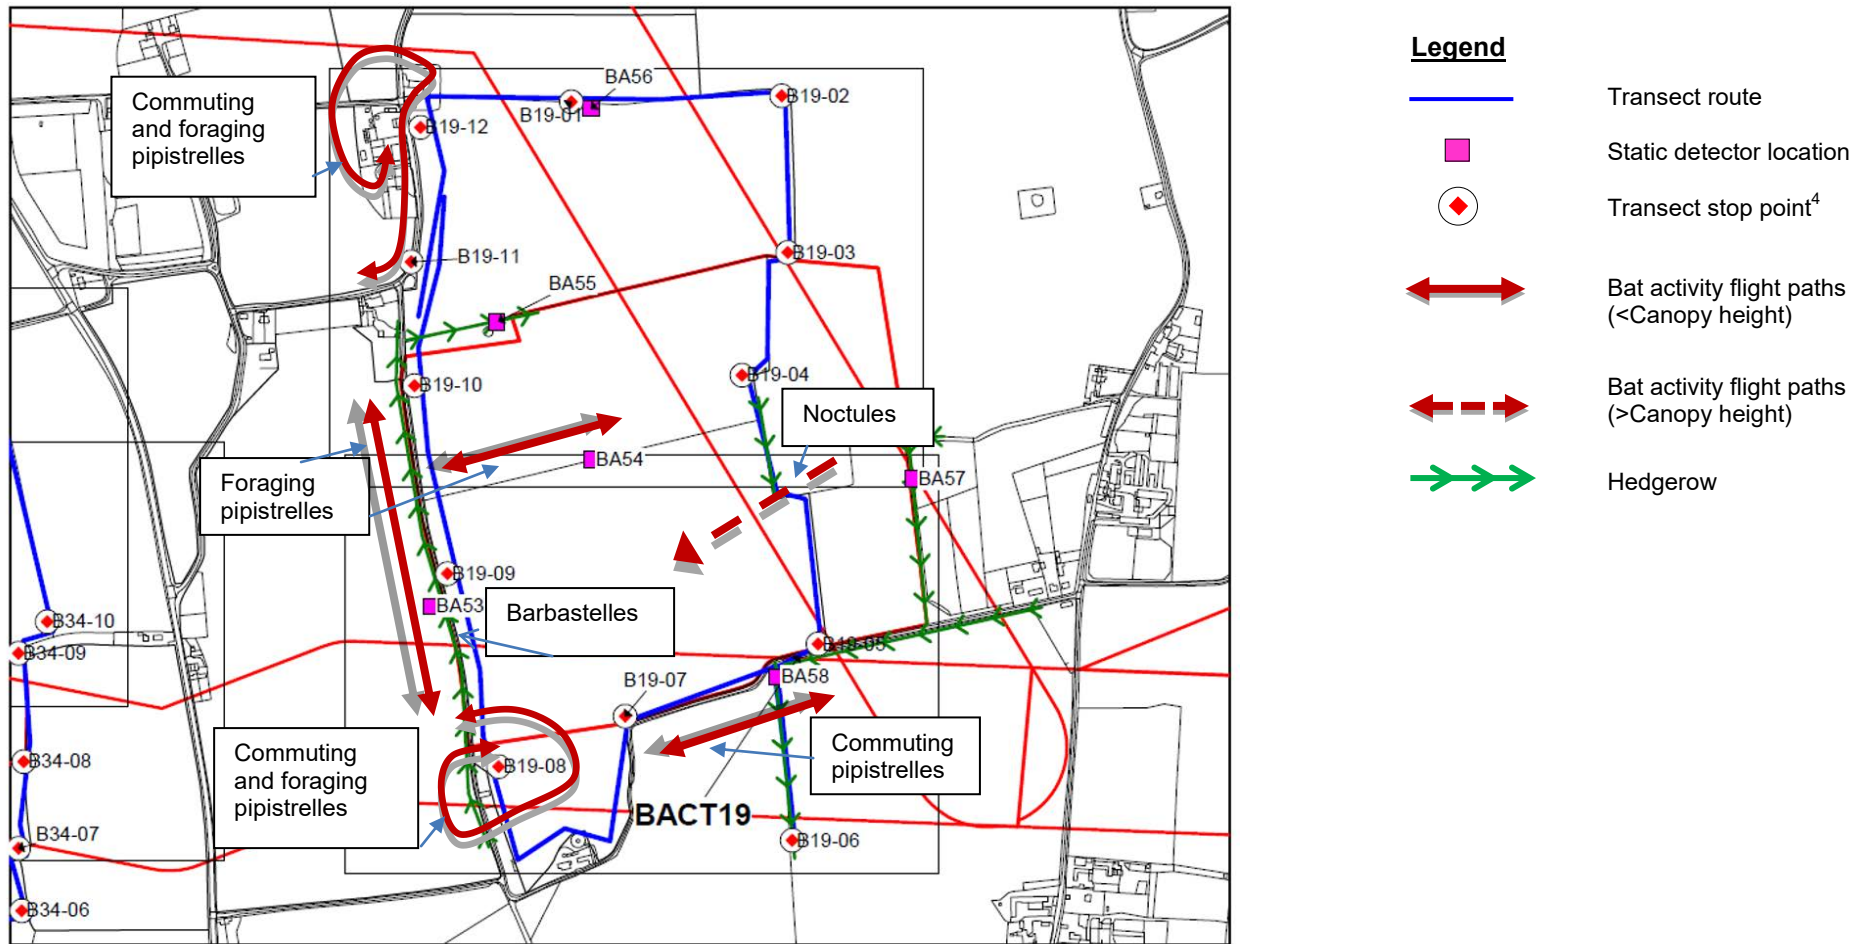 Legend
Transect route
Static detector location
Transect stop point4
Bat activity flight paths
(<Canopy height)
Bat activity flight paths
(>Canopy height)
Hedgerow
Commuting
and foraging
pipistrelles
BA56
B19-01
B19-02
B19-12
B19-11
B19-03
BA55
B19-10
B19-04
Noctules
Foraging
pipistrelles
BA54
BA57
B19-09
BA53
Barbastelles
B34-10
B34-09
B19-05
BA58
B19-07
Commuting
and foraging
pipistrelles
Commuting
pipistrelles
B19-08
B34-08
BACT19
B34-07
B19-06
B34-06